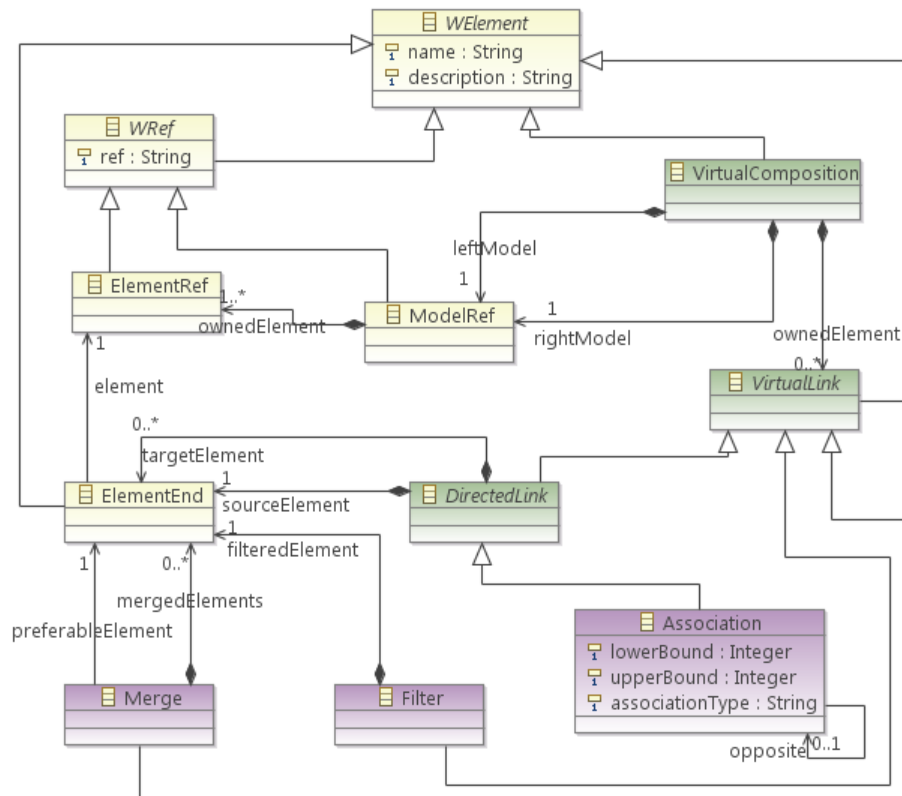 WElement
name : String
description : String
WRef
ref : String
VirtualComposition
leftModel
1
ElementRef
1..*
ownedElement
ModelRef
1
rightModel
ownedElement
0..*
VirtualLink
1
element
0..*
targetElement
ElementEnd
1
sourceElement
DirectedLink
1
filteredElement
1
0..*
mergedElements
preferableElement
Association
lowerBound : Integer
upperBound : Integer
associationType : String
Merge
Filter
opposite
0..1